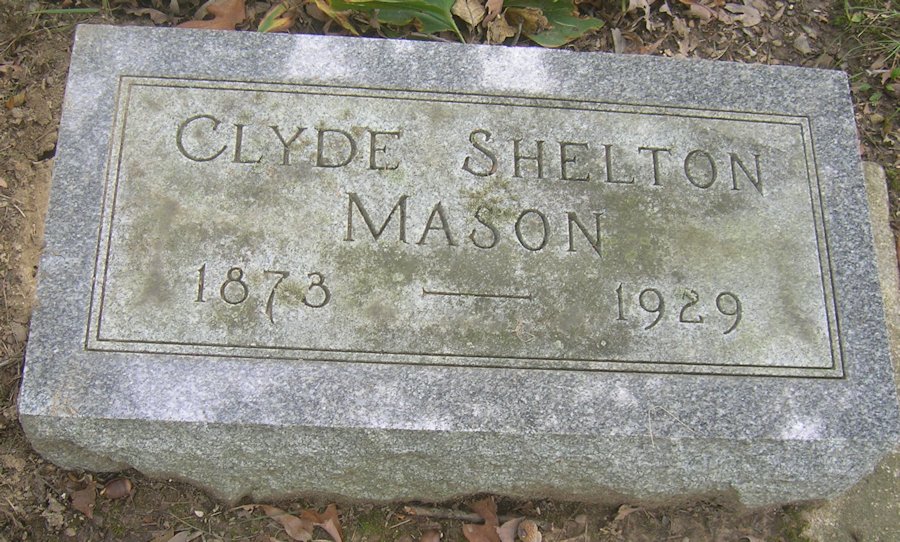 CLYDE SHELTON
MASON
1873 — 1929